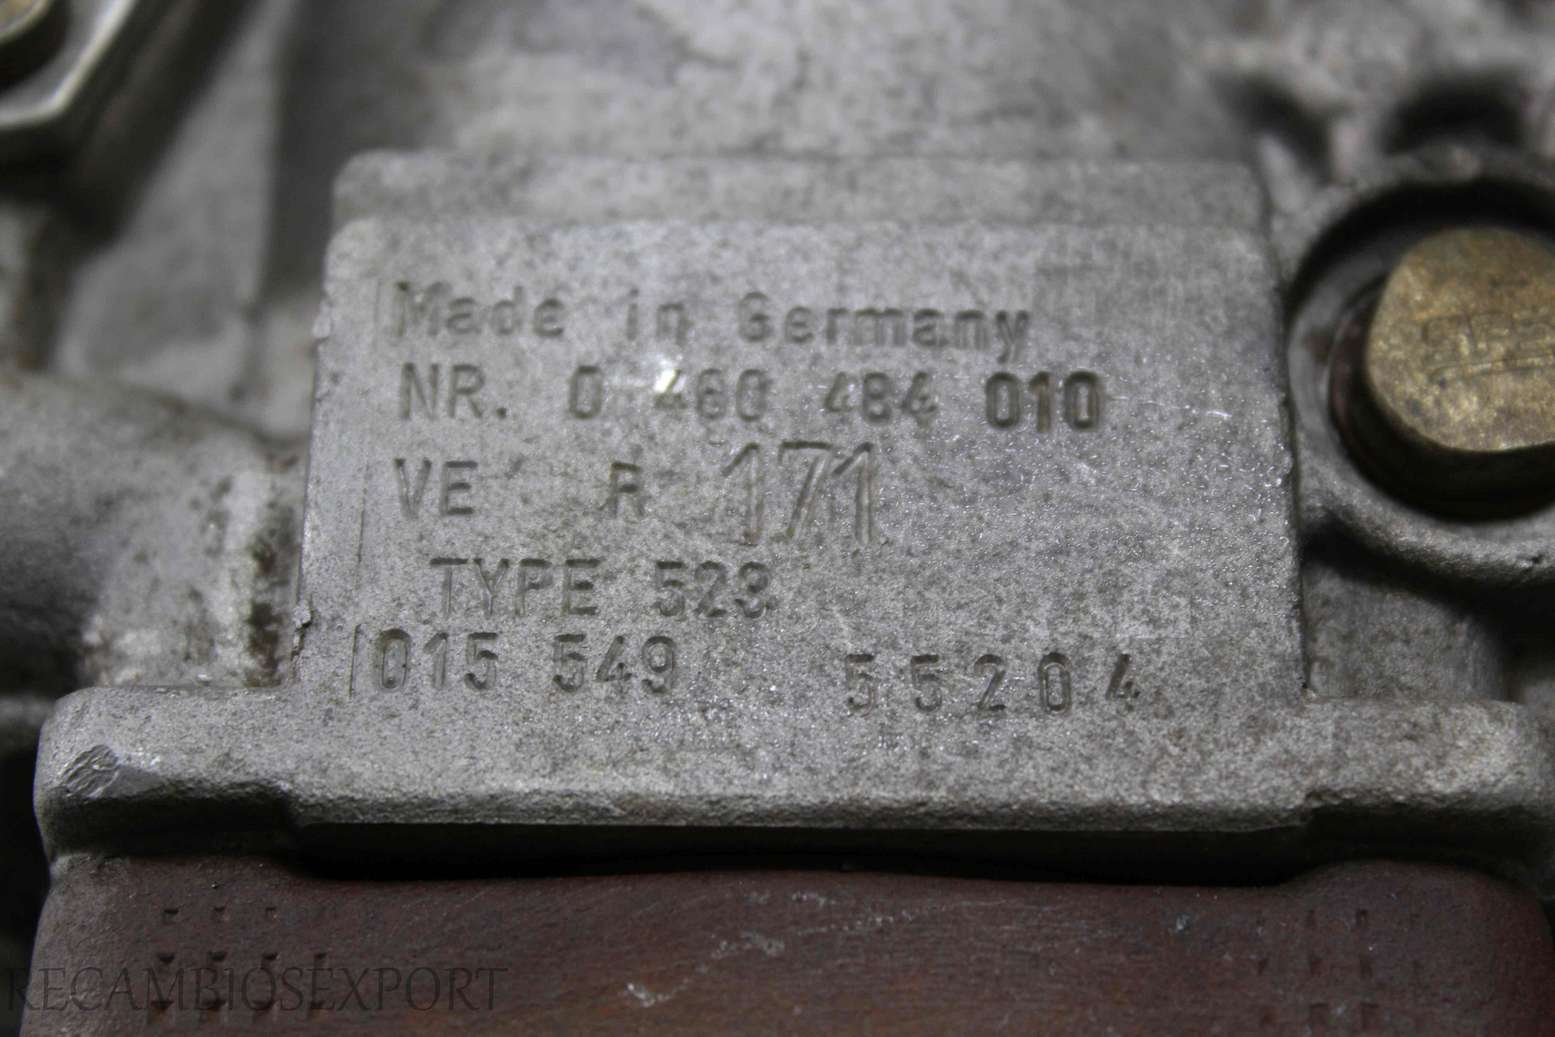 Made in Germany
NR. 0 460 484 010
VE R 171
TYPE 523
015 549 55204
RECAMBIOSEXPORT